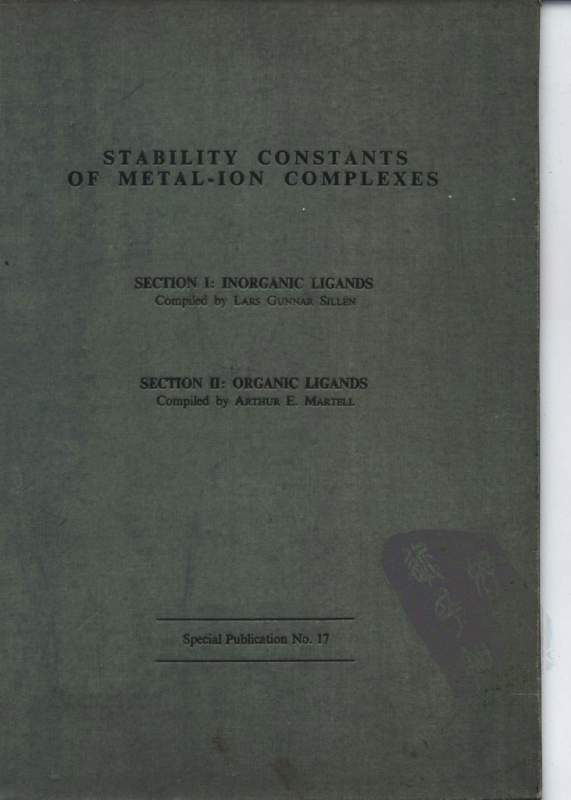 STABILITY CONSTANTS
OF METAL-ION COMPLEXES
SECTION I: INORGANIC LIGANDS
Compiled by LARS GUNNAR SILLÉN
SECTION II: ORGANIC LIGANDS
Compiled by ARTHUR E. MARTELL
Special Publication No. 17